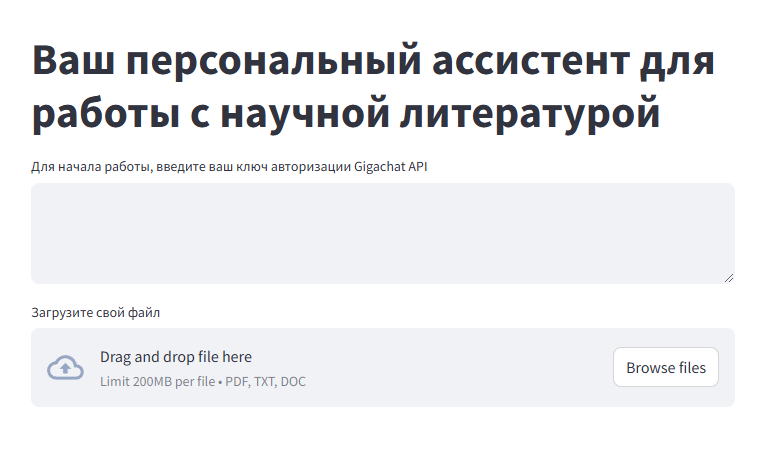 Ваш персональный ассистент для
работы с научной литературой
Для начала работы, введите ваш ключ авторизации Gigachat API
Загрузите свой файл
Drag and drop file here
Limit 200MB per file • PDF, TXT, DOC
Browse files